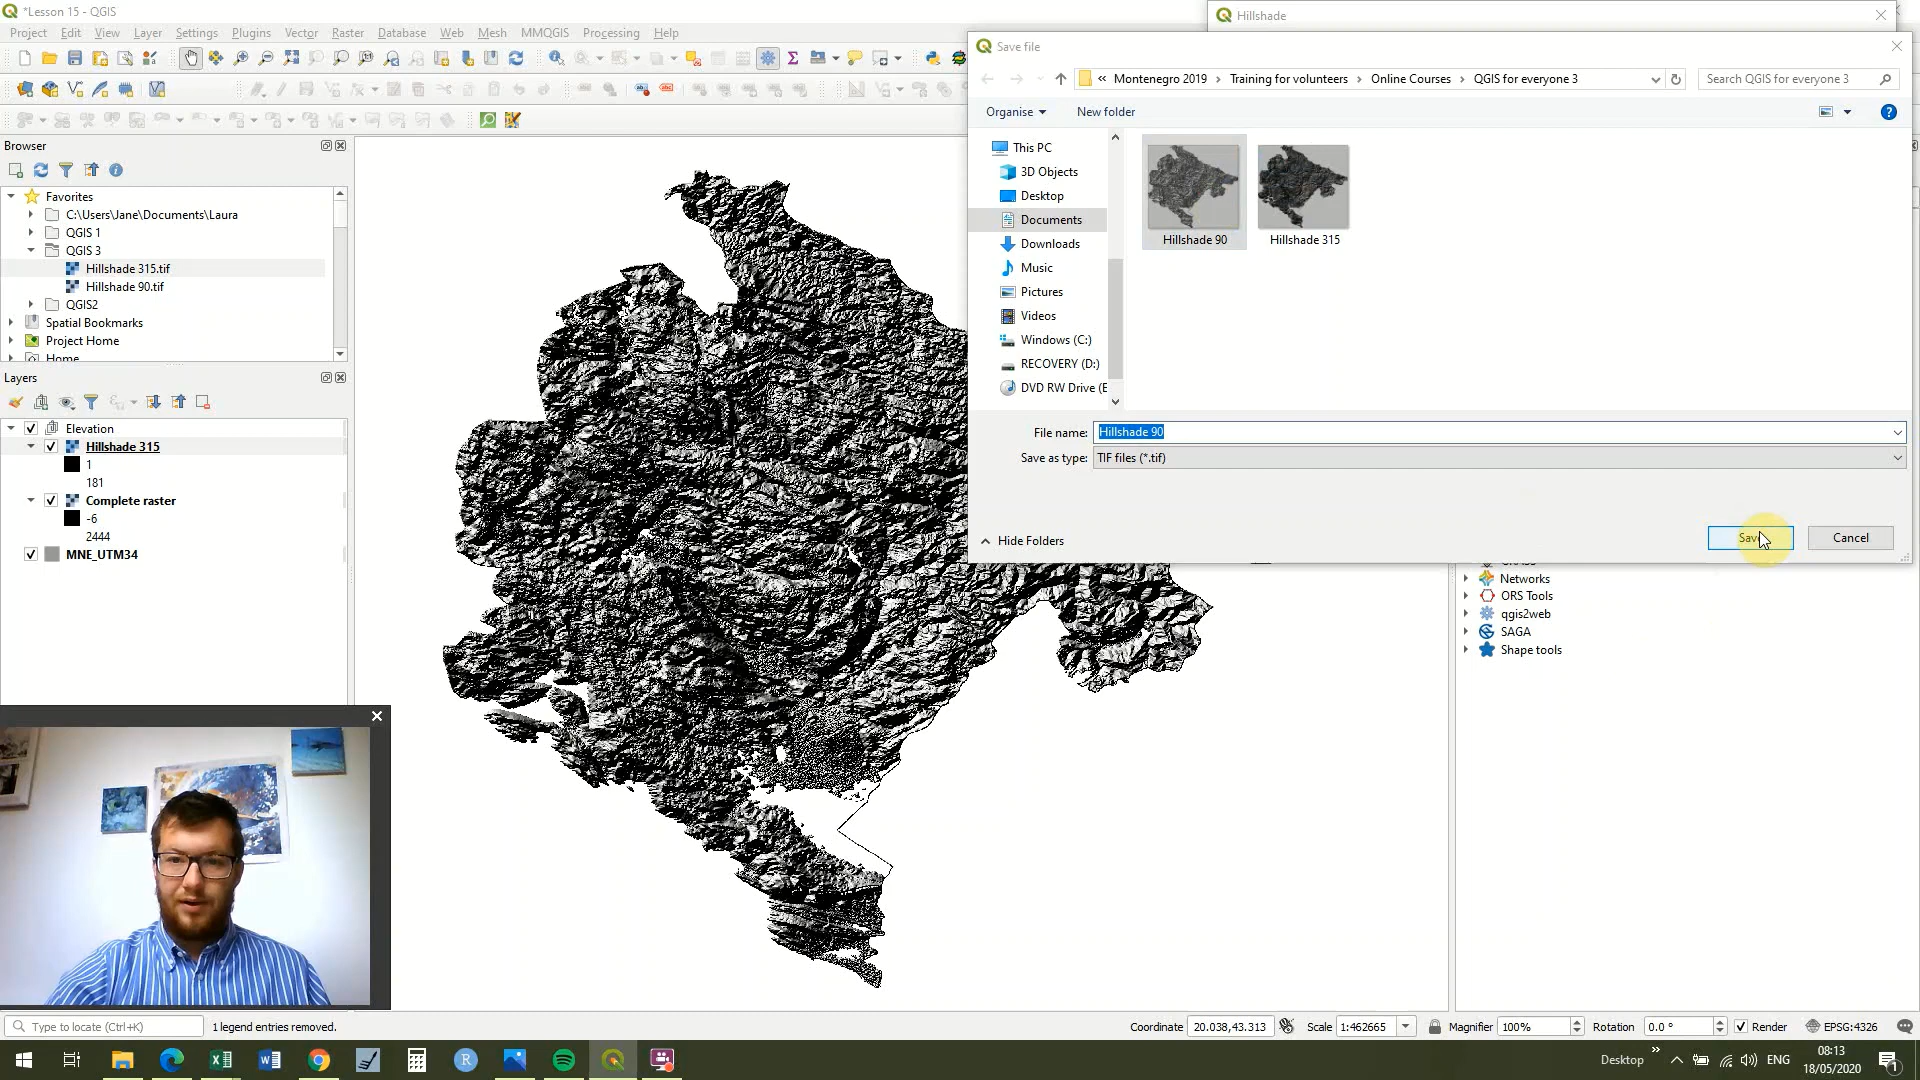 *Lesson 15 - QGIS
Project Edit View Layer Settings Plugins Vector Raster Database Web Mesh MMQGIS Processing Help
Browser
Favorites
C:\Users\Jane\Documents\Laura
QGIS 1
QGIS 3
Hillshade 315.tif
Hillshade 90.tif
QGIS2
Spatial Bookmarks
Project Home
Home
Layers
Elevation
Hillshade 315
1
181
Complete raster
-6
2444
MNE_UTM34
Hillshade
Save file
« Montenegro 2019 › Training for volunteers › Online Courses › QGIS for everyone 3
Search QGIS for everyone 3
Organise New folder
This PC
3D Objects
Desktop
Documents
Downloads
Music
Pictures
Videos
Windows (C:)
RECOVERY (D:)
DVD RW Drive (E
Hillshade 90 Hillshade 315
File name: Hillshade 90
Save as type: TIF files (*.tif)
Hide Folders
Save Cancel
Networks
ORS Tools
qgis2web
SAGA
Shape tools
Type to locate (Ctrl+K) 1 legend entries removed.
Coordinate 20.038,43.313 Scale 1:462665 Magnifier 100% Rotation 0.0 ° Render EPSG:4326
Desktop » ENG
08:13
18/05/2020